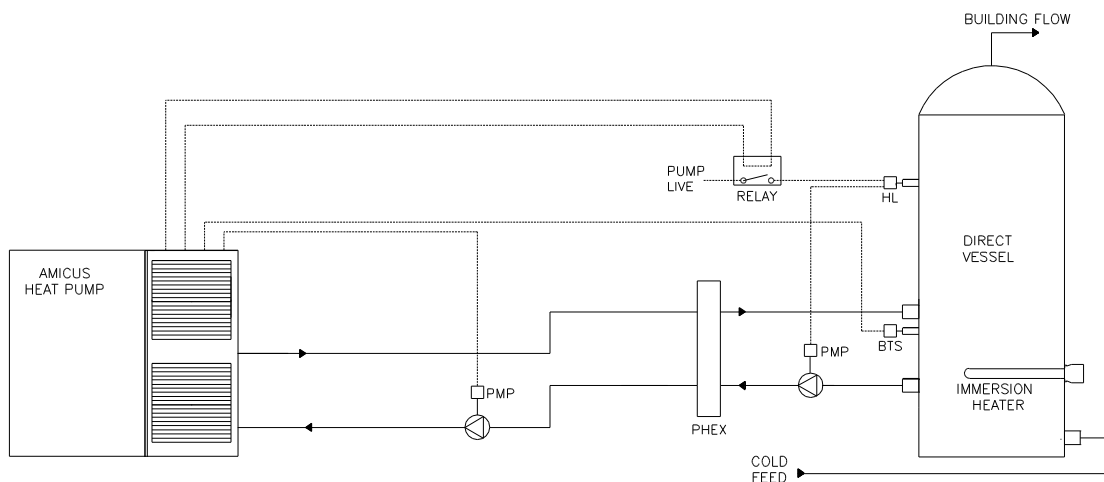 BUILDING FLOW
PUMP
LIVE
RELAY
HL
AMICUS
HEAT PUMP
DIRECT
VESSEL
BTS
PMP
PMP
IMMERSION
HEATER
PHEX
COLD
FEED